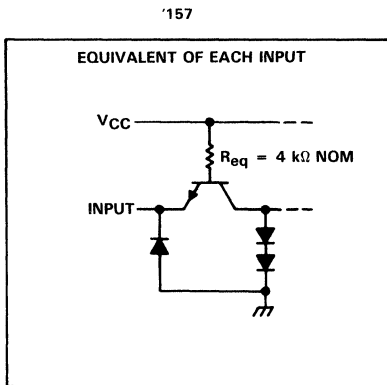 '157
EQUIVALENT OF EACH INPUT
VCC
Req = 4 kΩ NOM
INPUT